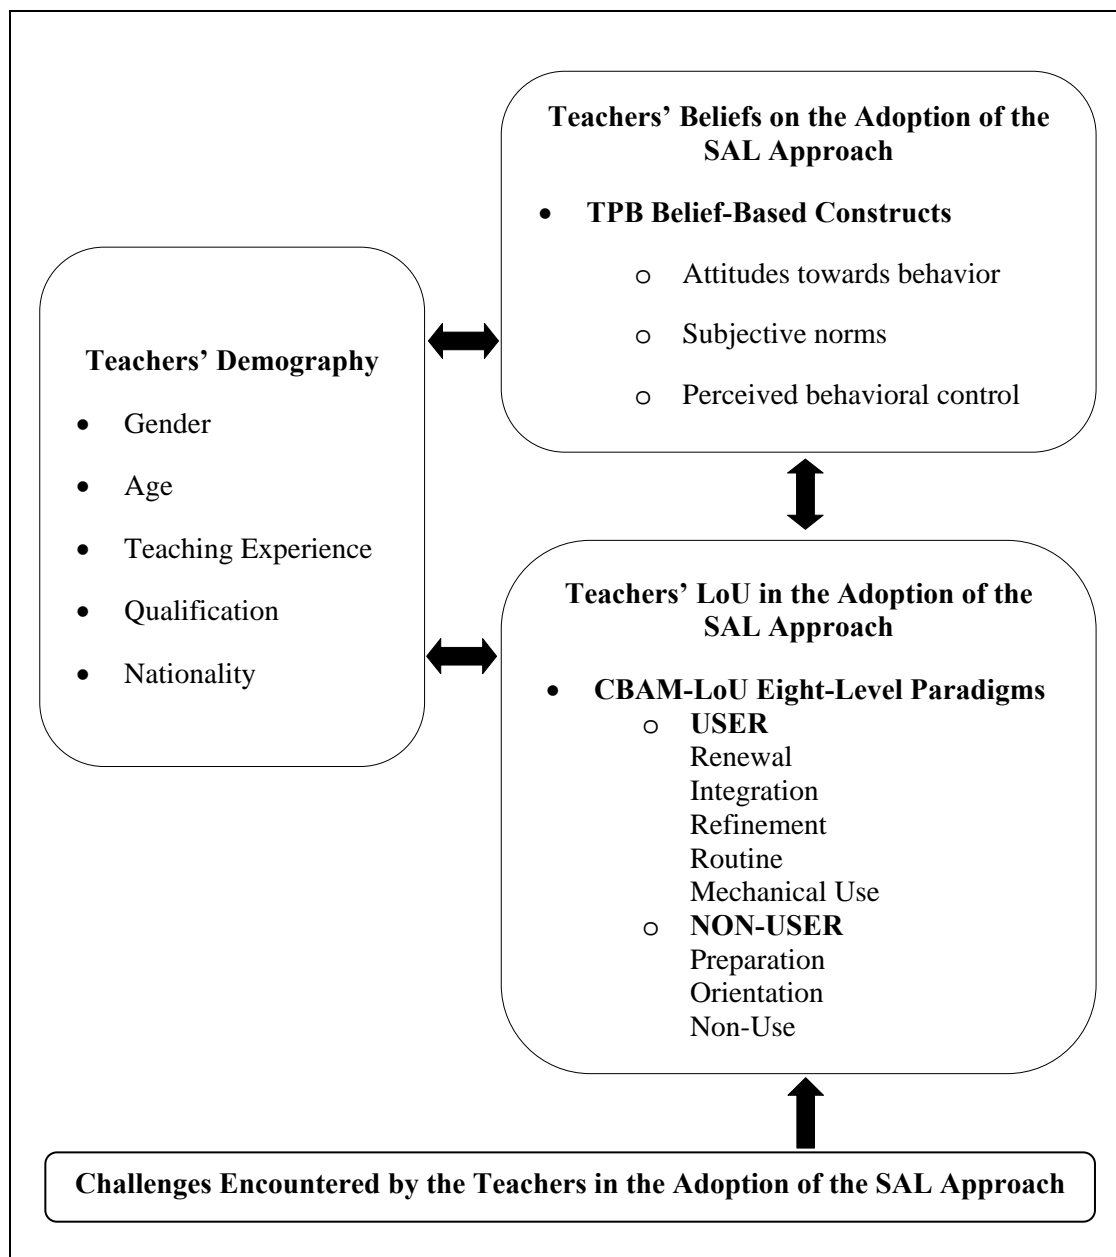 Teachers’ Beliefs on the Adoption of the
SAL Approach
• TPB Belief-Based Constructs
o Attitudes towards behavior
o Subjective norms
o Perceived behavioral control
Teachers’ Demography
• Gender
• Age
• Teaching Experience
• Qualification
• Nationality
Teachers’ LoU in the Adoption of the
SAL Approach
• CBAM-LoU Eight-Level Paradigms
o USER
Renewal
Integration
Refinement
Routine
Mechanical Use
o NON-USER
Preparation
Orientation
Non-Use
Challenges Encountered by the Teachers in the Adoption of the SAL Approach